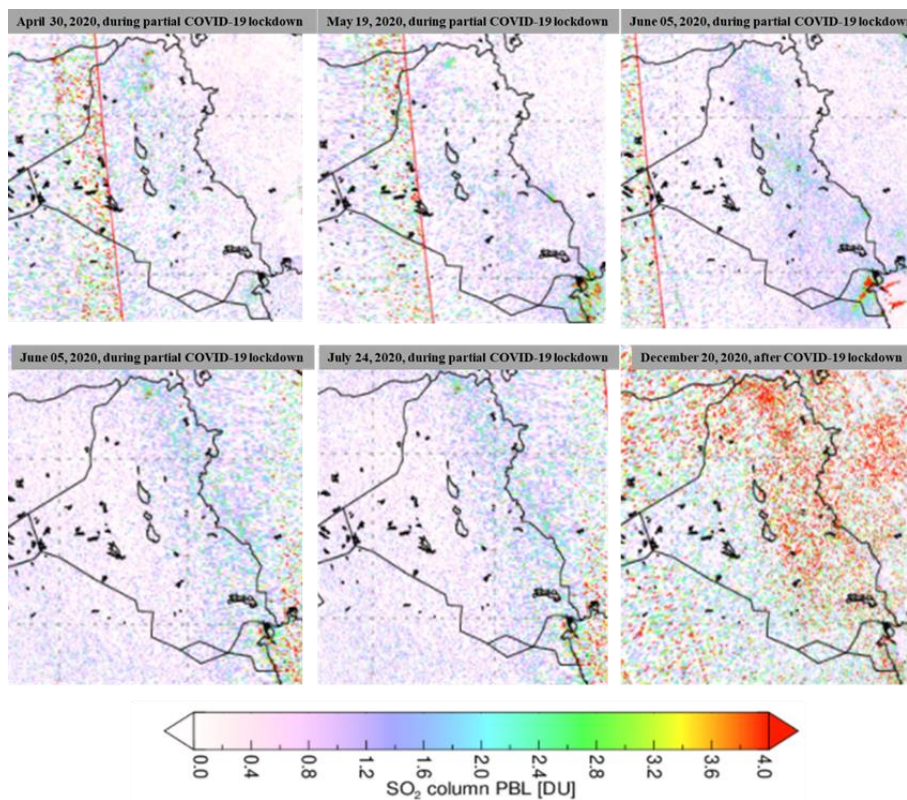 April 30, 2020, during partial COVID-19 lockdown
May 19, 2020, during partial COVID-19 lockdown
June 05, 2020, during partial COVID-19 lockdown
June 05, 2020, during partial COVID-19 lockdown
July 24, 2020, during partial COVID-19 lockdown
December 20, 2020, after COVID-19 lockdown
0.0 0.4 0.8 1.2 1.6 2.0 2.4 2.8 3.2 3.6 4.0
SO₂ column PBL [DU]